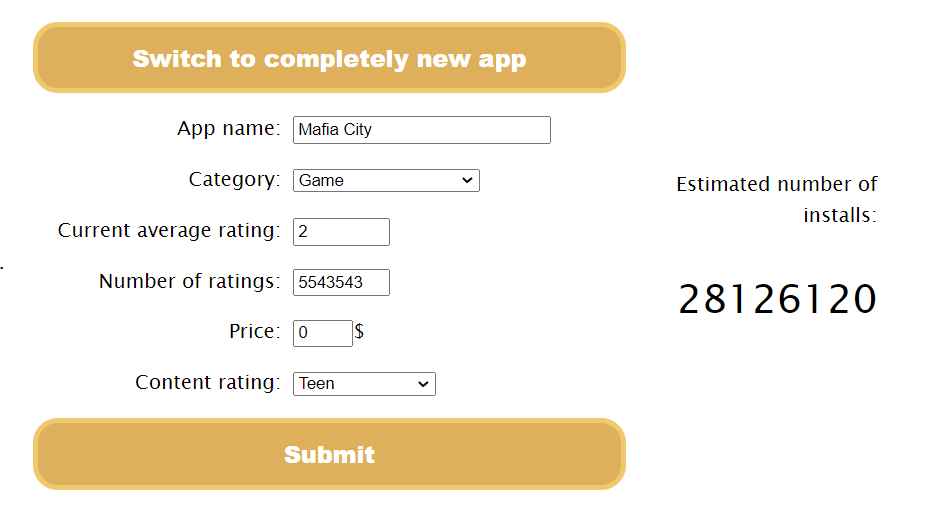 Switch to completely new app
App name: Mafia City
Category: Game
Current average rating: 2
Number of ratings: 5543543
Price: 0 $
Content rating: Teen
Submit
Estimated number of
installs:
28126120